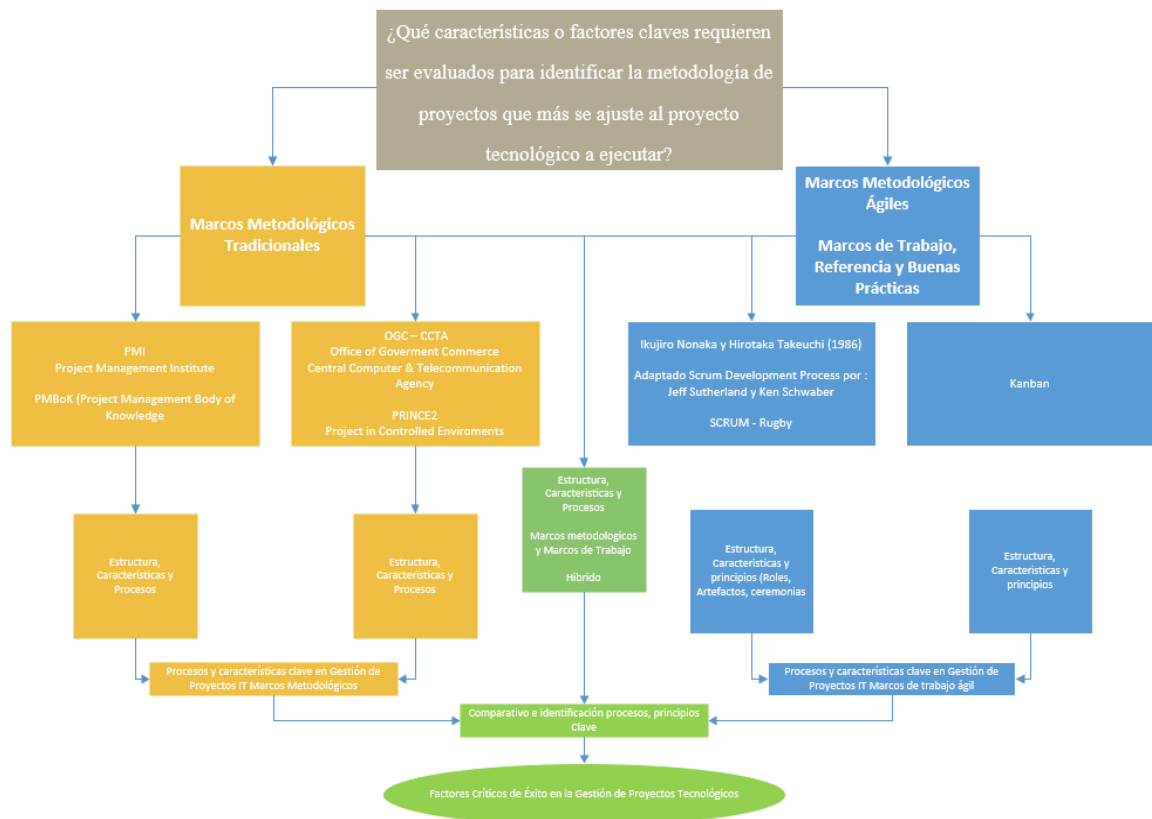 ¿Qué características o factores claves requieren
ser evaluados para identificar la metodología de
proyectos que más se ajuste al proyecto
tecnológico a ejecutar?
Marcos Metodológicos
Tradicionales
Marcos Metodológicos
Ágiles
Marcos de Trabajo,
Referencia y Buenas
Prácticas
PMI
Project Management Institute
PMBoK (Project Management Body of
Knowledge
OGC – CCTA
Office of Goverment Commerce
Central Computer & Telecommunication
Agency
PRINCE2
Project in Controlled Enviroments
Ikujiro Nonaka y Hirotaka Takeuchi (1986)
Adaptado Scrum Development Process por :
Jeff Sutherland y Ken Schwaber
SCRUM - Rugby
Kanban
Estructura,
Caracteristicas y
Procesos
Estructura,
Caracteristicas y
Procesos
Estructura,
Caracteristicas y
Procesos
Marcos metodologicos
y Marcos de Trabajo
Hibrido
Estructura,
Caracteristicas y
principios (Roles,
Artefactos, ceremonias
Estructura,
Caracteristicas y
principios
Procesos y características clave en Gestión de
Proyectos IT Marcos Metodológicos
Procesos y característica clave en Gestión de
Proyectos IT Marcos de trabajo ágil
Comparativo e identificación procesos, principios
Clave
Factores Críticos de Éxito en la Gestión de Proyectos Tecnológicos